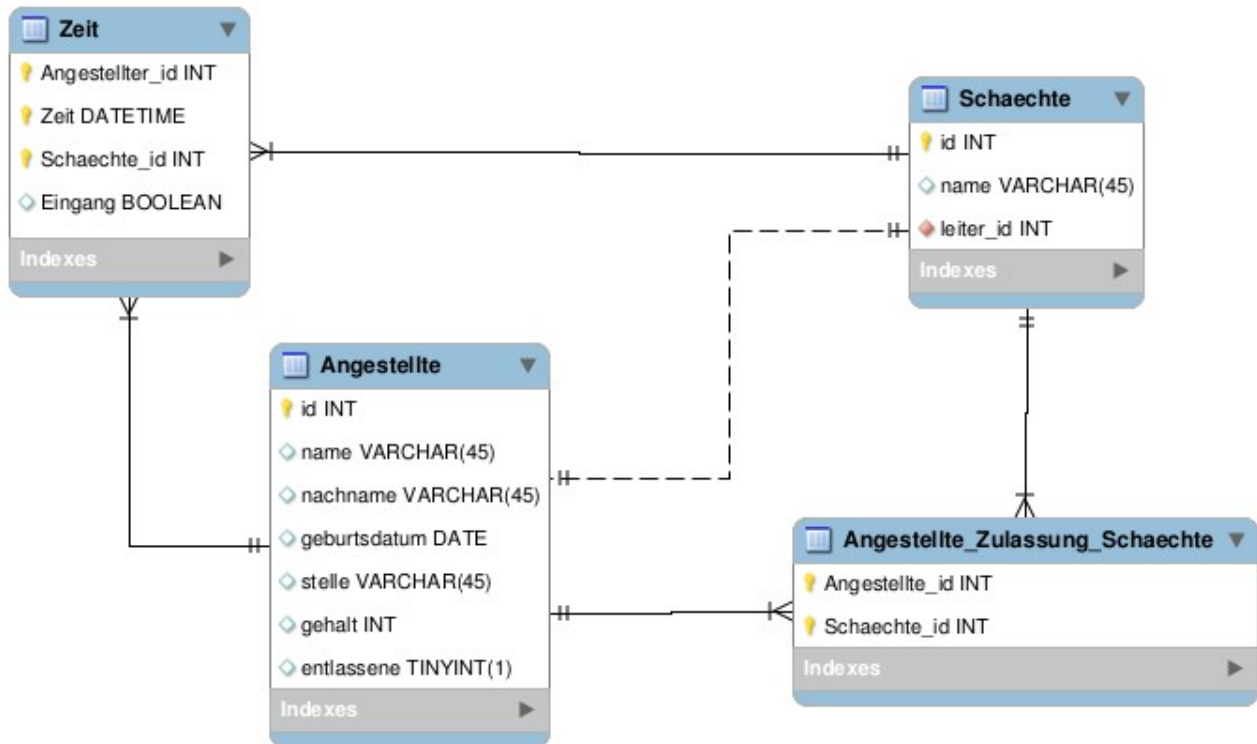 Zeit
Angestellter_id INT
Zeit DATETIME
Schaechte_id INT
Eingang BOOLEAN
Indexes
Schaechte
id INT
name VARCHAR(45)
leiter_id INT
Indexes
Angestellte
id INT
name VARCHAR(45)
nachname VARCHAR(45)
geburtsdatum DATE
stelle VARCHAR(45)
gehalt INT
entlassene TINYINT(1)
Indexes
Angestellte_Zulassung_Schaechte
Angestellte_id INT
Schaechte_id INT
Indexes